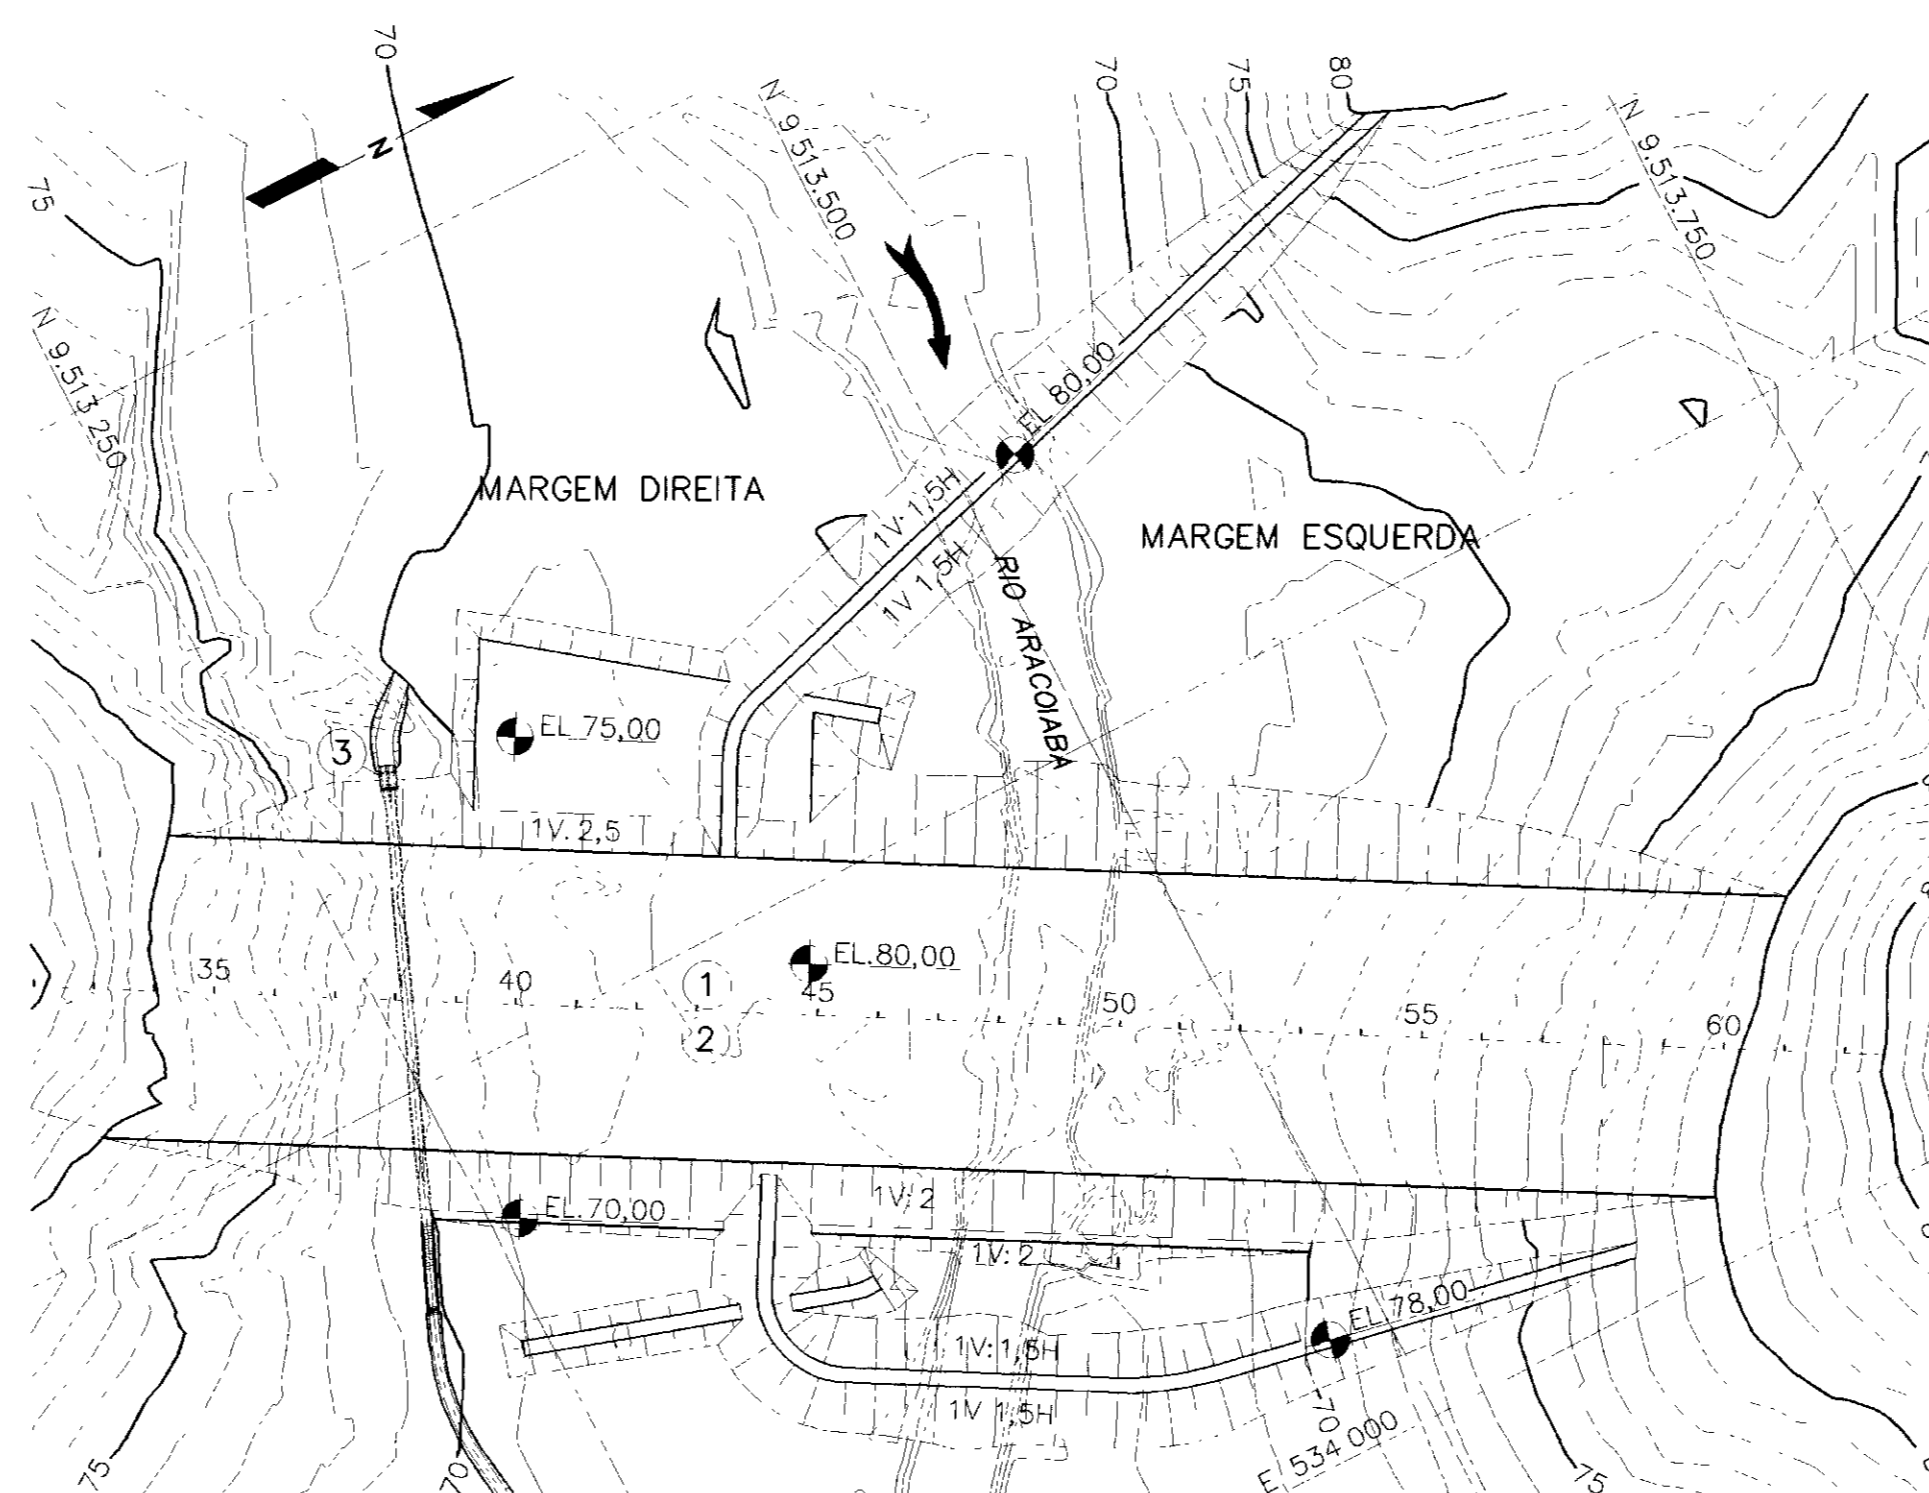 70
70
75
80
N
N 9.513.500
N 9.513.750
75
N 9.513 250
EL 80,00
MARGEM DIREITA
1V:1,5H
1V 1,5H
MARGEM ESQUERDA
RIO ARACOIABA
3
EL 75,00
1V: 2,5
EL.80,00
35
40
1
45
50
55
60
2
EL.70,00
1V: 2
1V: 2
EL 78,00
1V: 1,5H
1V 1,5H
70
E 534 000
75
70
75